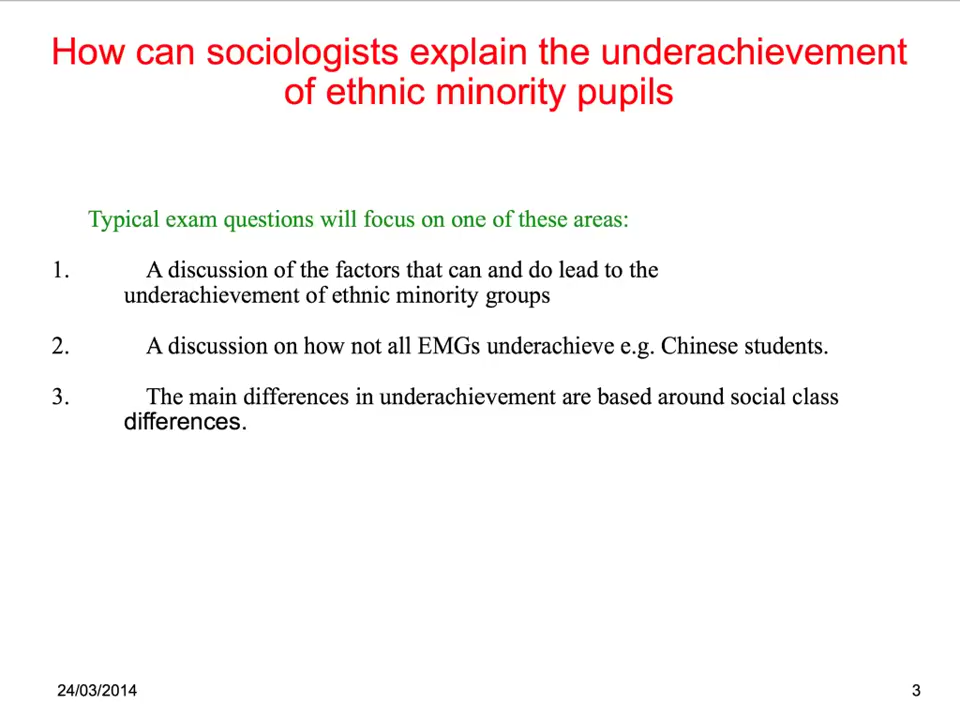 How can sociologists explain the underachievement
of ethnic minority pupils
Typical exam questions will focus on one of these areas:
1. A discussion of the factors that can and do lead to the
underachievement of ethnic minority groups
2. A discussion on how not all EMGs underachieve e.g. Chinese students.
3. The main differences in underachievement are based around social class
differences.
24/03/2014 3